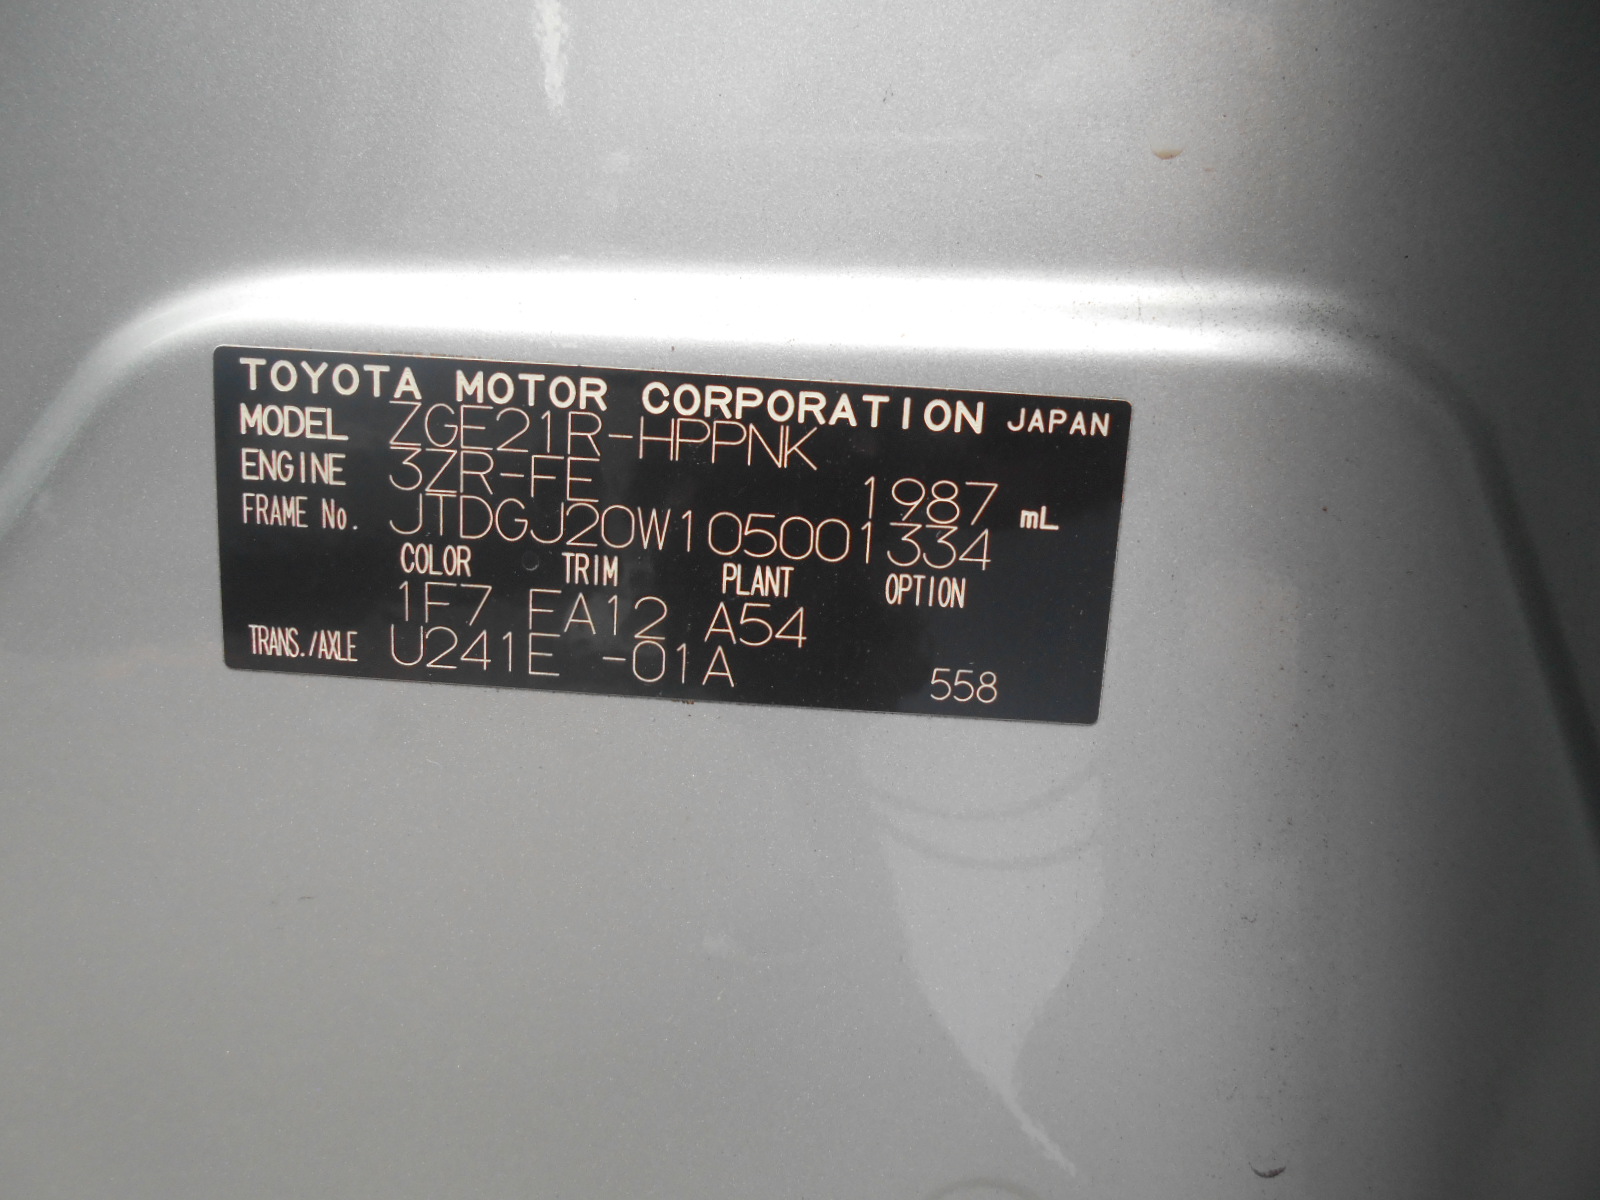 TOYOTA MOTOR CORPORATION JAPAN
MODEL ZGE21R-HPPNK
ENGINE 3ZR-FE 1987 mL
FRAME No. JTDGJ20W105001334
COLOR TRIM PLANT OPTION
1F7 FA12 A54
TRANS./AXLE U241E -01A
558